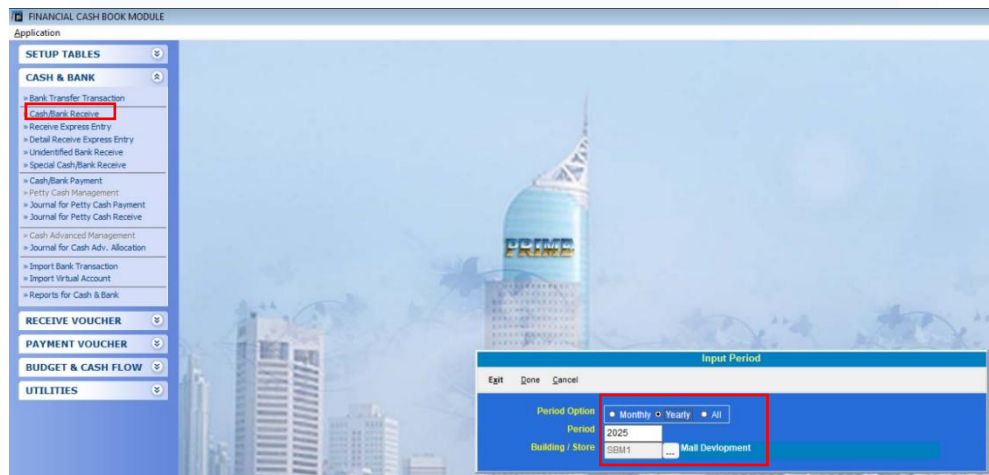 FINANCIAL CASH BOOK MODULE
Application
SETUP TABLES
CASH & BANK
» Bank Transfer Transaction
» Cash/Bank Receive
» Receive Express Entry
» Detail Receive Express Entry
» Unidentified Bank Receive
» Special Cash/Bank Receive
» Cash/Bank Payment
» Petty Cash Management
» Journal for Petty Cash Payment
» Journal for Petty Cash Receive
» Cash Advanced Management
» Journal for Cash Adv. Allocation
» Import Bank Transaction
» Import Virtual Account
» Reports for Cash & Bank
RECEIVE VOUCHER
PAYMENT VOUCHER
BUDGET & CASH FLOW
UTILITIES
PRIME
Input Period
Exit Done Cancel
Period Option Monthly Yearly All
Period 2025
Building / Store SBM1 ... Mall Devlopment